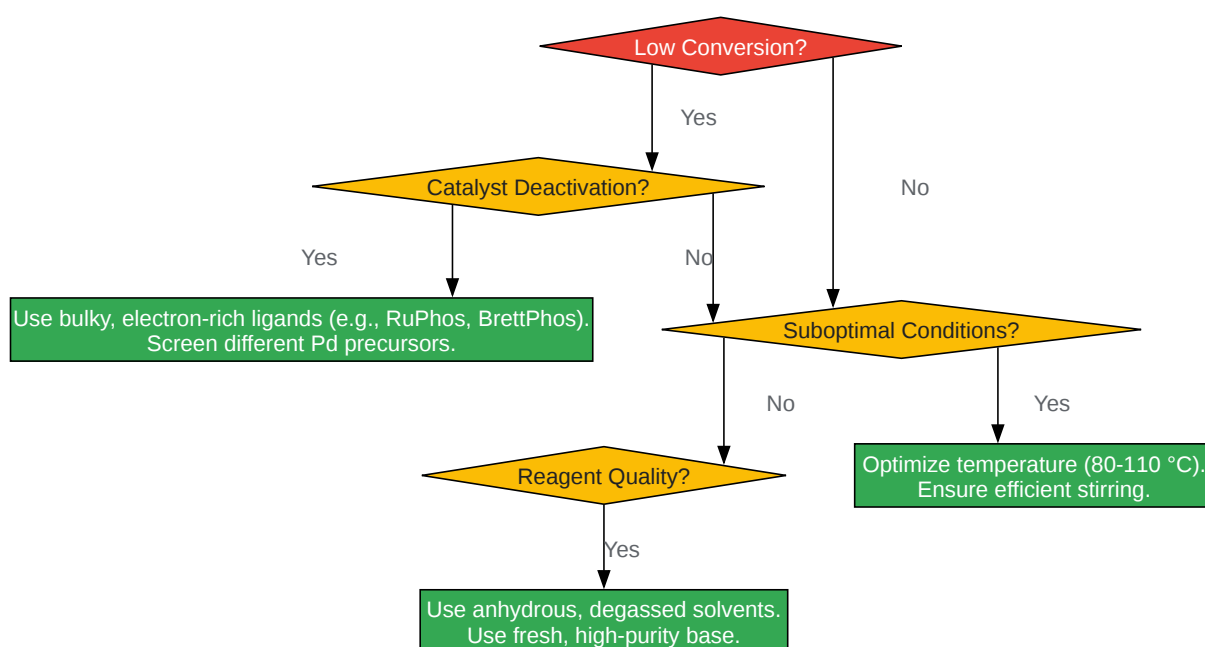 Low Conversion?
Yes
Catalyst Deactivation?
No
Yes
No
Use bulky, electron-rich ligands (e.g., RuPhos, BrettPhos).
Screen different Pd precursors.
Suboptimal Conditions?
No
Yes
Optimize temperature (80-110 °C).
Ensure efficient stirring.
Reagent Quality?
Yes
Use anhydrous, degassed solvents.
Use fresh, high-purity base.